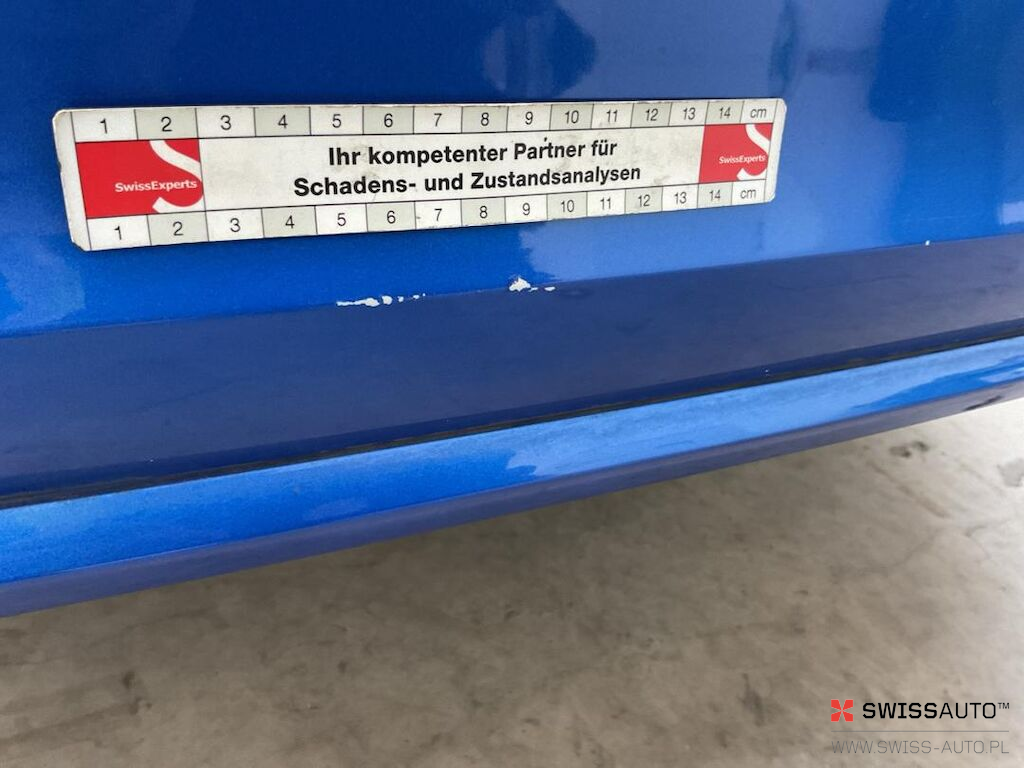 1 2 3 4 5 6 7 8 9 10 11 12 13 14 cm
SwissExperts
Ihr kompetenter Partner für
Schadens- und Zustandsanalysen
SwissExperts
1 2 3 4 5 6 7 8 9 10 11 12 13 14 cm
SWISSAUTO™
WWW.SWISS-AUTO.PL